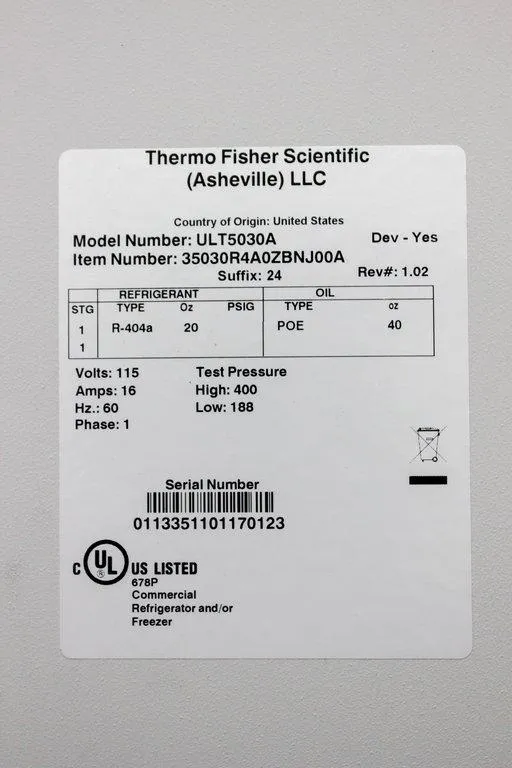 Thermo Fisher Scientific
(Asheville) LLC
Country of Origin: United States
Model Number: ULT5030A Dev - Yes
Item Number: 35030R4A0ZBNJ00A
Suffix: 24 Rev#: 1.02
REFRIGERANT OIL
STG TYPE Oz PSIG TYPE oz
1 R-404a 20 POE 40
1
Volts: 115 Test Pressure
Amps: 16 High: 400
Hz.: 60 Low: 188
Phase: 1
Serial Number
0113351101170123
C UL ® US LISTED
678P
Commercial
Refrigerator and/or
Freezer